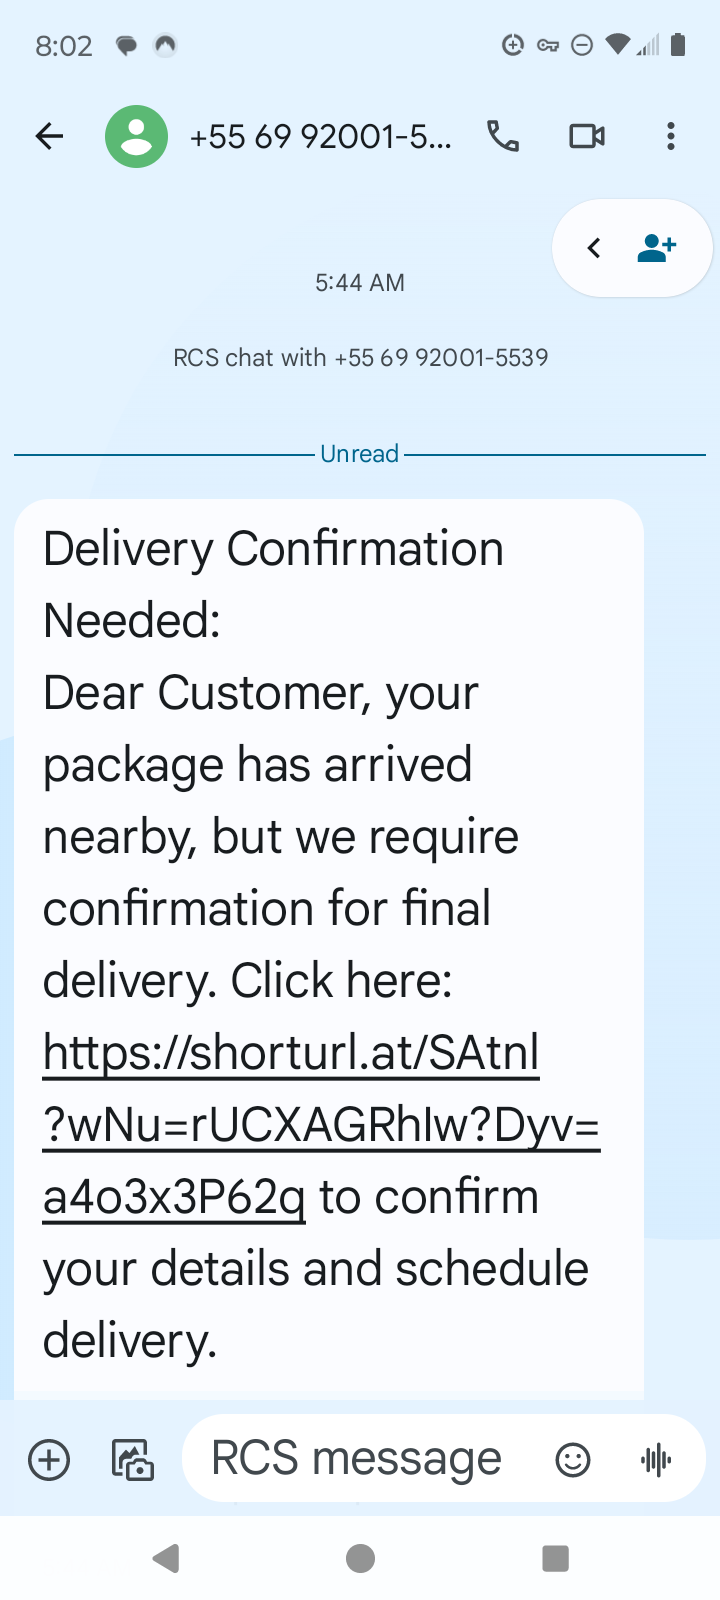 8:02
+55 69 92001-5...
5:44 AM
RCS chat with +55 69 92001-5539
Unread
Delivery Confirmation
Needed:
Dear Customer, your
package has arrived
nearby, but we require
confirmation for final
delivery. Click here:
https://shorturl.at/SAtnl
?wNu=rUCXAGRhIw?Dyv=
a4o3x3P62q to confirm
your details and schedule
delivery.
RCS message